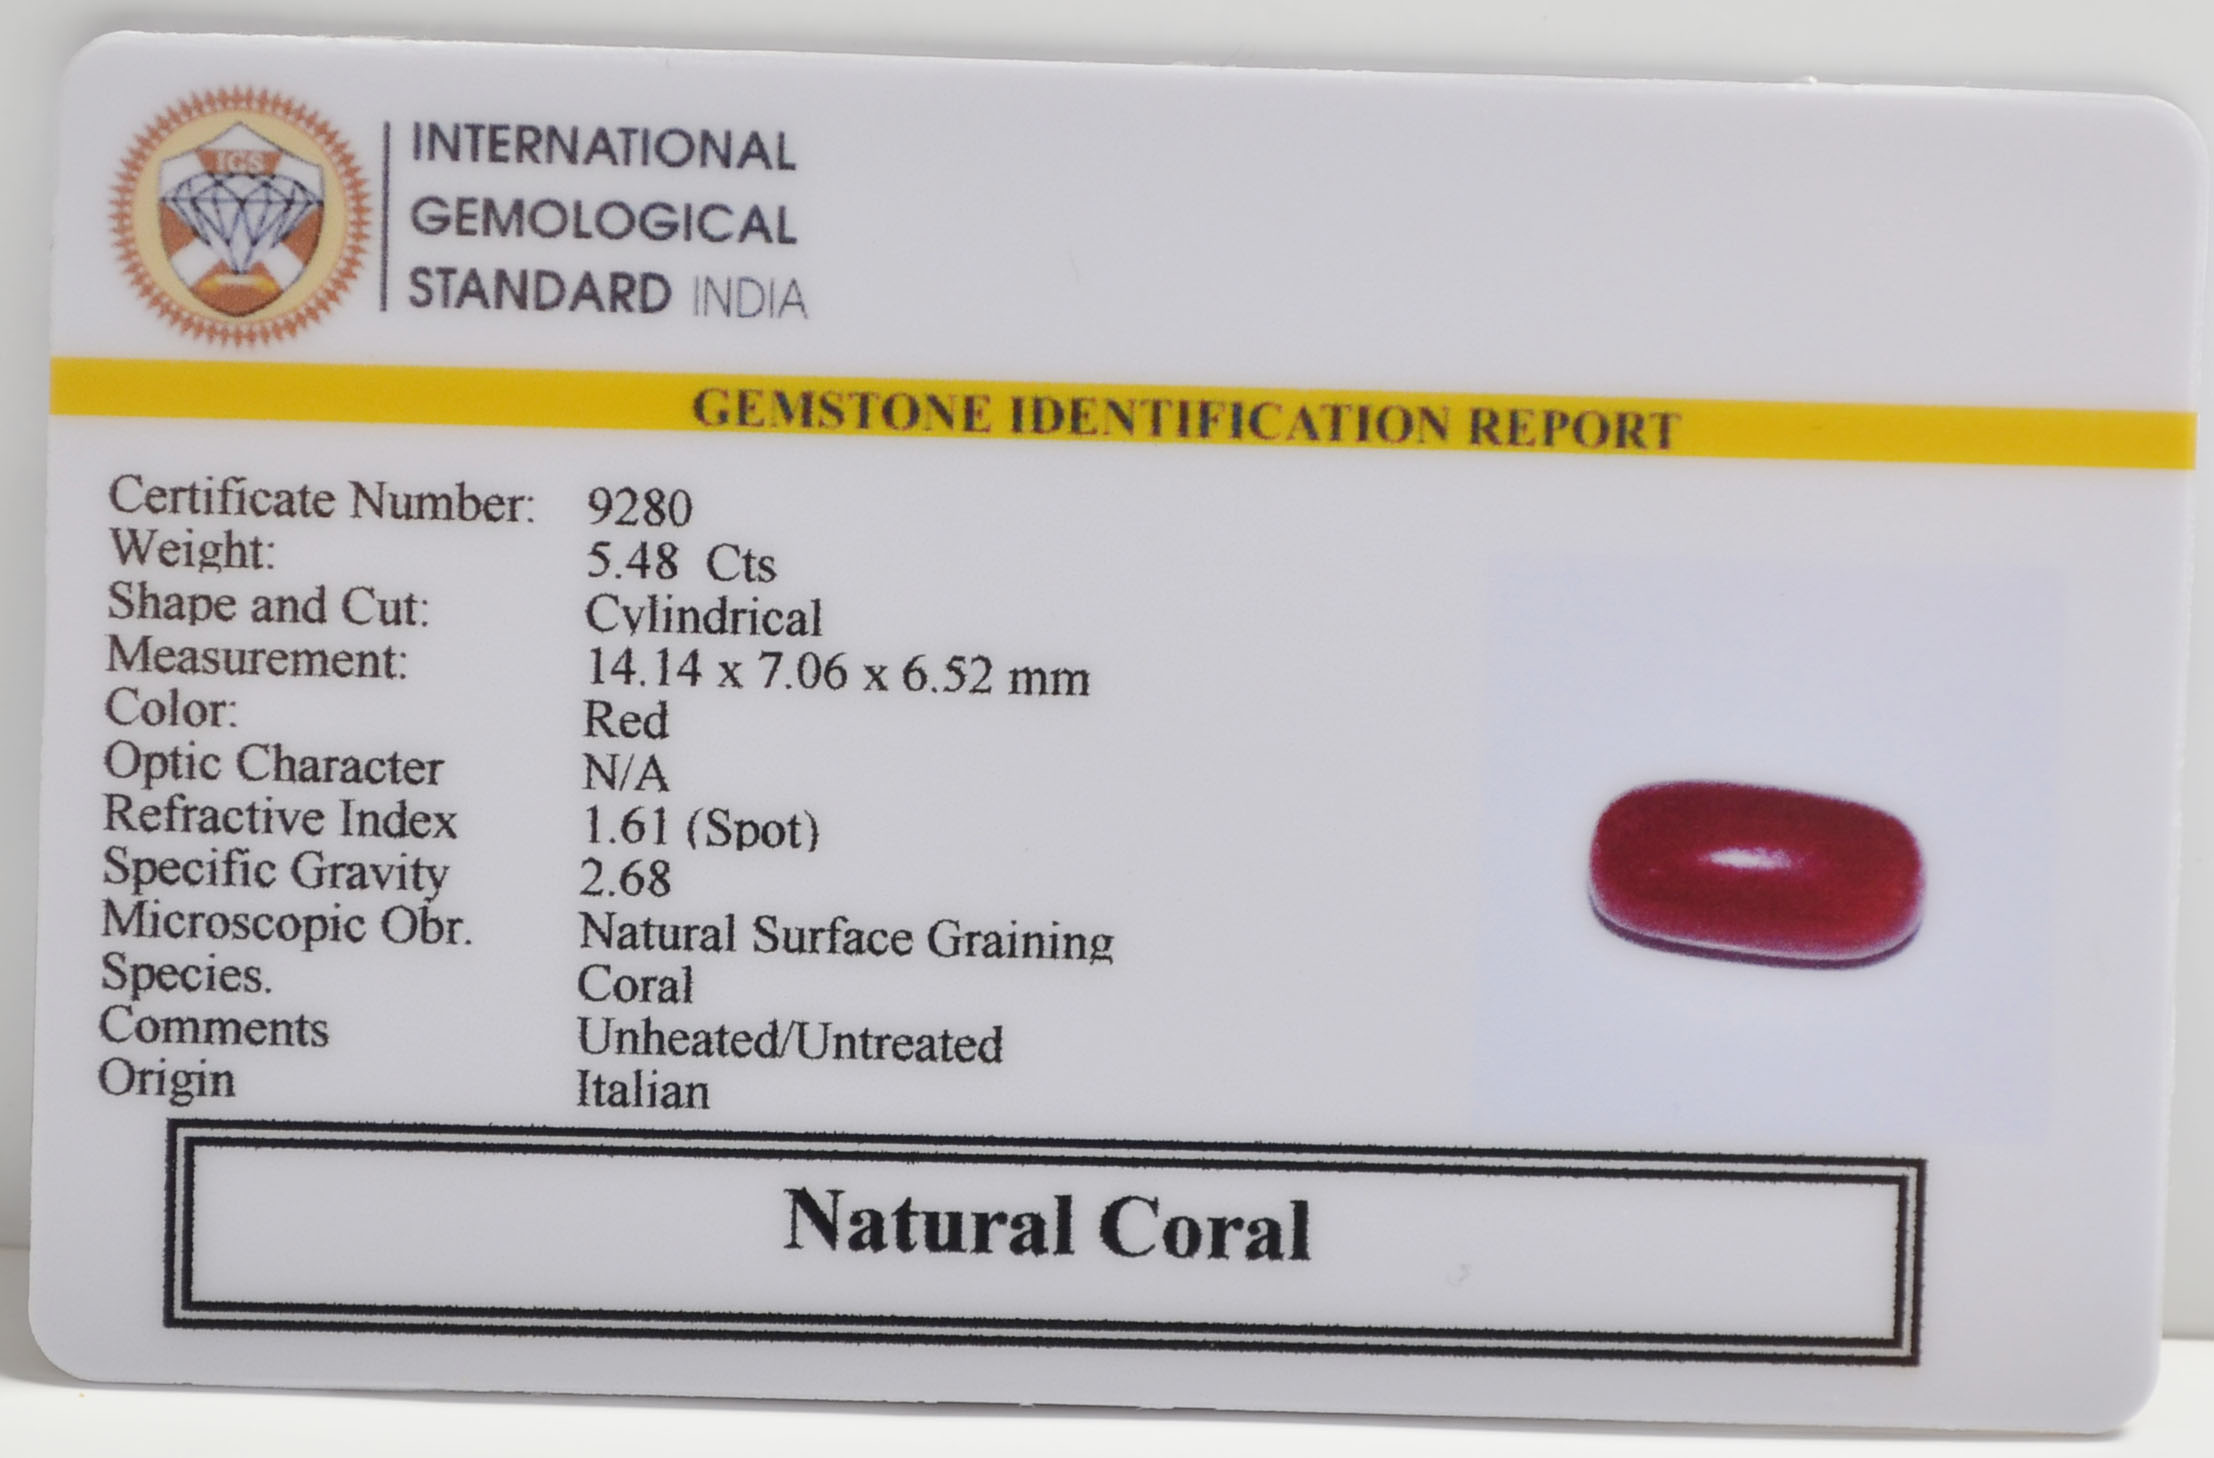 IGS
INTERNATIONAL
GEMOLOGICAL
STANDARD INDIA
GEMSTONE IDENTIFICATION REPORT
Certificate Number: 9280
Weight: 5.48 Cts
Shape and Cut: Cylindrical
Measurement: 14.14 x 7.06 x 6.52 mm
Color: Red
Optic Character N/A
Refractive Index 1.61 (Spot)
Specific Gravity 2.68
Microscopic Obr. Natural Surface Graining
Species. Coral
Comments Unheated/Untreated
Origin Italian
Natural Coral